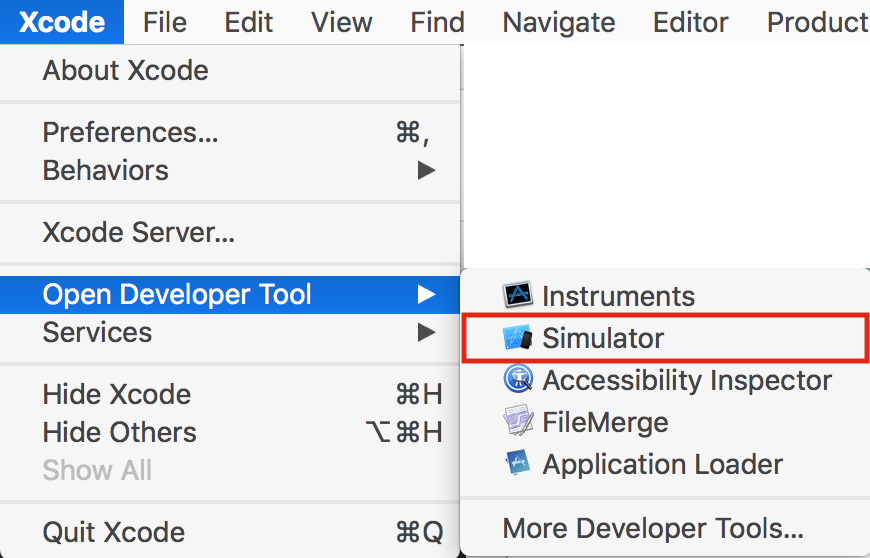 Xcode File Edit View Find Navigate Editor Product
About Xcode
Preferences... ⌘,
Behaviors ▶
Xcode Server...
Open Developer Tool ▶
Services ▶
Hide Xcode ⌘H
Hide Others ⌥⌘H
Show All
Quit Xcode ⌘Q
Instruments
Simulator
Accessibility Inspector
FileMerge
Application Loader
More Developer Tools...